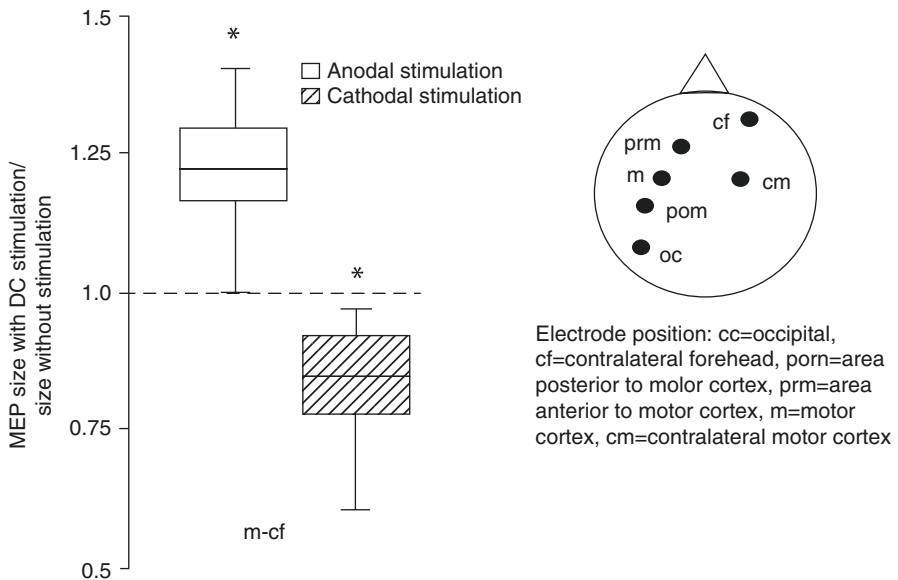 1.5
1.25
1.0
0.75
0.5
MEP size with DC stimulation/
size without stimulation
*
*
Anodal stimulation
Cathodal stimulation
m-cf
cf
prm
m
cm
pom
oc
Electrode position: cc=occipital,
cf=contralateral forehead, porn=area
posterior to molor cortex, prm=area
anterior to motor cortex, m=motor
cortex, cm=contralateral motor cortex